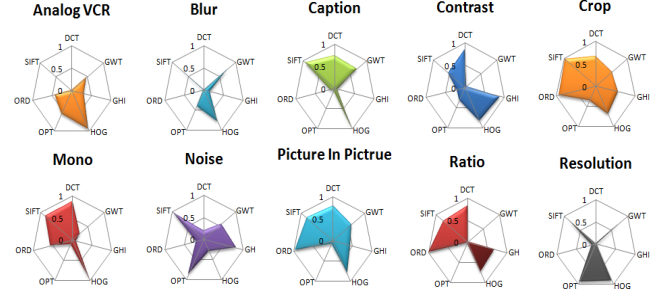 Analog VCR
DCT
GWT
GHI
HOG
OPT
ORD
SIFT
1
0.5
0
Blur
DCT
GWT
GHI
HOG
OPT
ORD
SIFT
1
0.5
0
Caption
DCT
GWT
GHI
HOG
OPT
ORD
SIFT
1
0.5
0
Contrast
DCT
GWT
GHI
HOG
OPT
ORD
SIFT
1
0.5
0
Crop
DCT
GWT
GHI
HOG
OPT
ORD
SIFT
1
0.5
0
Mono
DCT
GWT
GHI
HOG
OPT
ORD
SIFT
1
0.5
0
Noise
DCT
GWT
GH
HOG
OPT
ORD
SIFT
1
0.5
0
Picture In Pictrue
DCT
GWT
GHI
HOG
OPT
ORD
SIFT
1
0.5
0
Ratio
DCT
GWT
GHI
HOG
OPT
ORD
SIFT
1
0.5
0
Resolution
DCT
GWT
GHI
HOG
OPT
ORD
SIFT
1
0.5
0